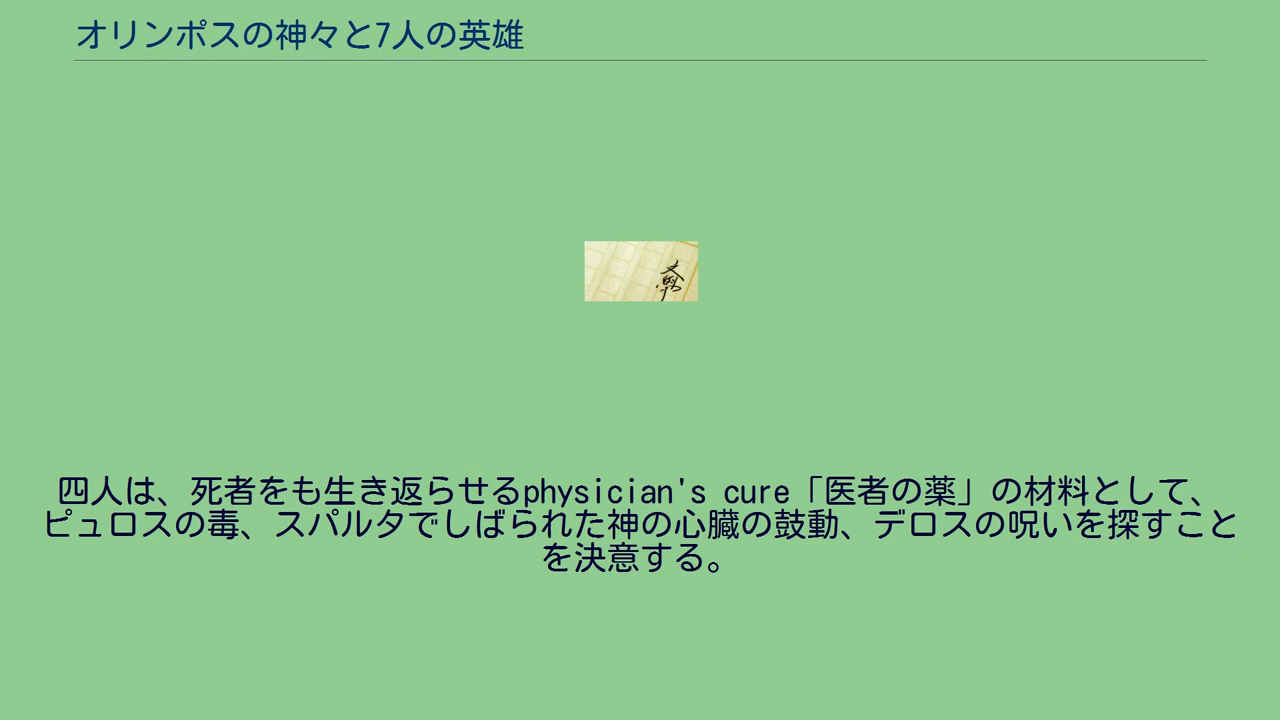 オリンポスの神々と7人の英雄
四人は、死者をも生き返らせるphysician's cure「医者の薬」の材料として、
ピュロスの毒、スパルタでしばられた神の心臓の鼓動、デロスの呪いを探すこと
を決意する。